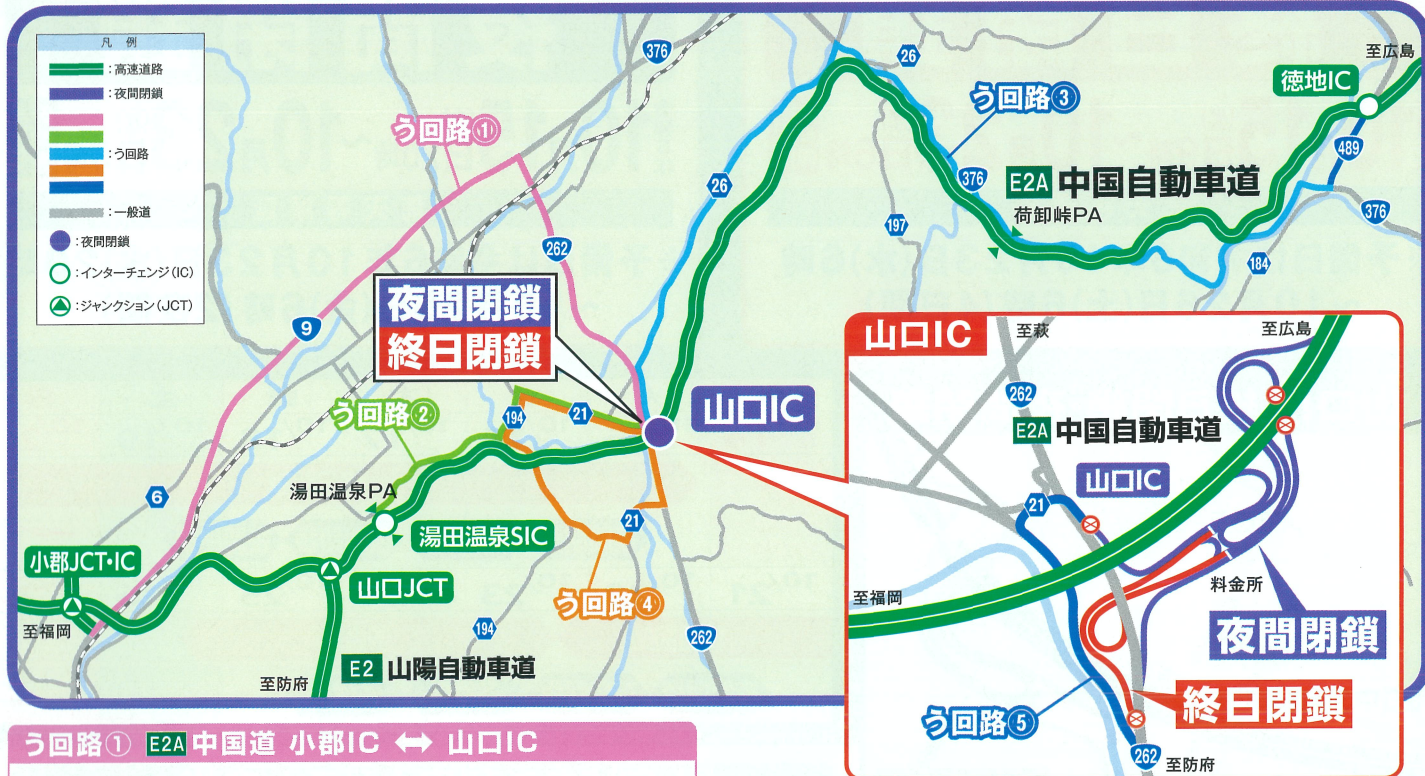 凡 例
:高速道路
:夜間閉鎖
:う回路
:一般道
:夜間閉鎖
:インターチェンジ(IC)
:ジャンクション(JCT)
376
う回路①
26
26
う回路③
至広島
徳地IC
489
376
E2A 中国自動車道
荷卸峠PA
376
197
184
262
9
夜間閉鎖
終日閉鎖
山口IC
う回路②
194
21
湯田温泉PA
湯田温泉SIC
6
小郡JCT・IC
至福岡
山口JCT
21
う回路④
194
262
E2 山陽自動車道
至防府
山口IC
至萩
至広島
262
E2A 中国自動車道
山口IC
21
至福岡
料金所
夜間閉鎖
終日閉鎖
う回路⑤
262
至防府
う回路① E2A 中国道 小郡IC ↔ 山口IC